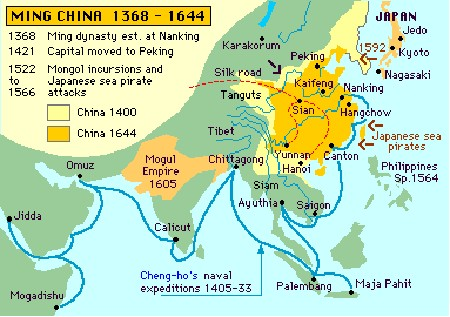 MING CHINA 1368 - 1644
1368 Ming dynasty est. at Nanking
1421 Capital moved to Peking
1522 Mongol incursions and
to Japanese sea pirate
1566 attacks
China 1400
China 1644
JAPAN
Jedo
1592
Kyoto
Nagasaki
Karakorum
Peking
Silk road
Kaifeng
Nanking
Tanguts
Sian
Hangchow
Tibet
Japanese sea
pirates
Yunnan
Canton
Hanoi
Omuz
Mogul
Empire
1605
Chittagong
Philippines
Sp.1564
Siam
Ayuthia
Saigon
Jidda
Calicut
Cheng-ho's naval
expeditions 1405-33
Palembang
Maja Pahit
Mogadishu